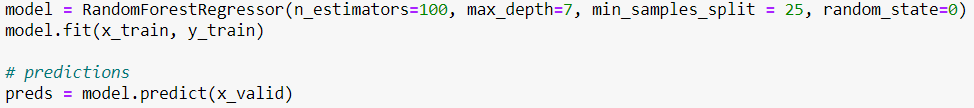 model = RandomForestRegressor(n_estimators=100, max_depth=7, min_samples_split = 25, random_state=0)
model.fit(x_train, y_train)
# predictions
preds = model.predict(x_valid)